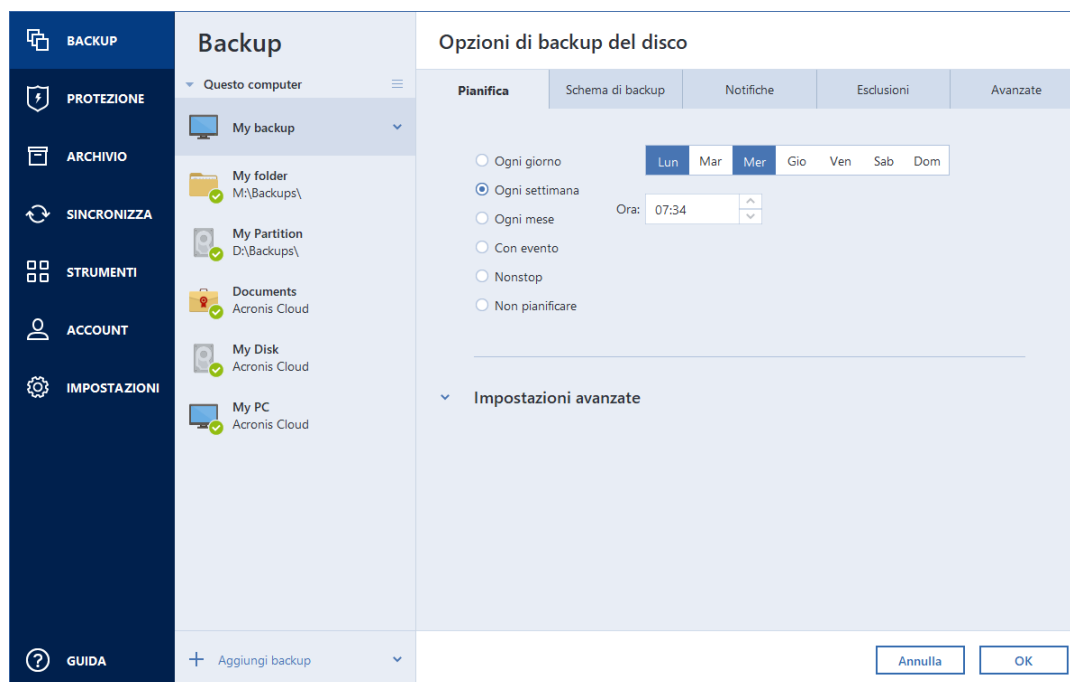 BACKUP
PROTEZIONE
ARCHIVIO
SINCRONIZZA
STRUMENTI
ACCOUNT
IMPOSTAZIONI
GUIDA
Backup
Questo computer
My backup
My folder
M:\Backups\
My Partition
D:\Backups\
Documents
Acronis Cloud
My Disk
Acronis Cloud
My PC
Acronis Cloud
Aggiungi backup
Opzioni di backup del disco
Pianifica Schema di backup Notifiche Esclusioni Avanzate
Ogni giorno
Ogni settimana
Ogni mese
Con evento
Nonstop
Non pianificare
Lun Mar Mer Gio Ven Sab Dom
Ora: 07:34
Impostazioni avanzate
Annulla OK